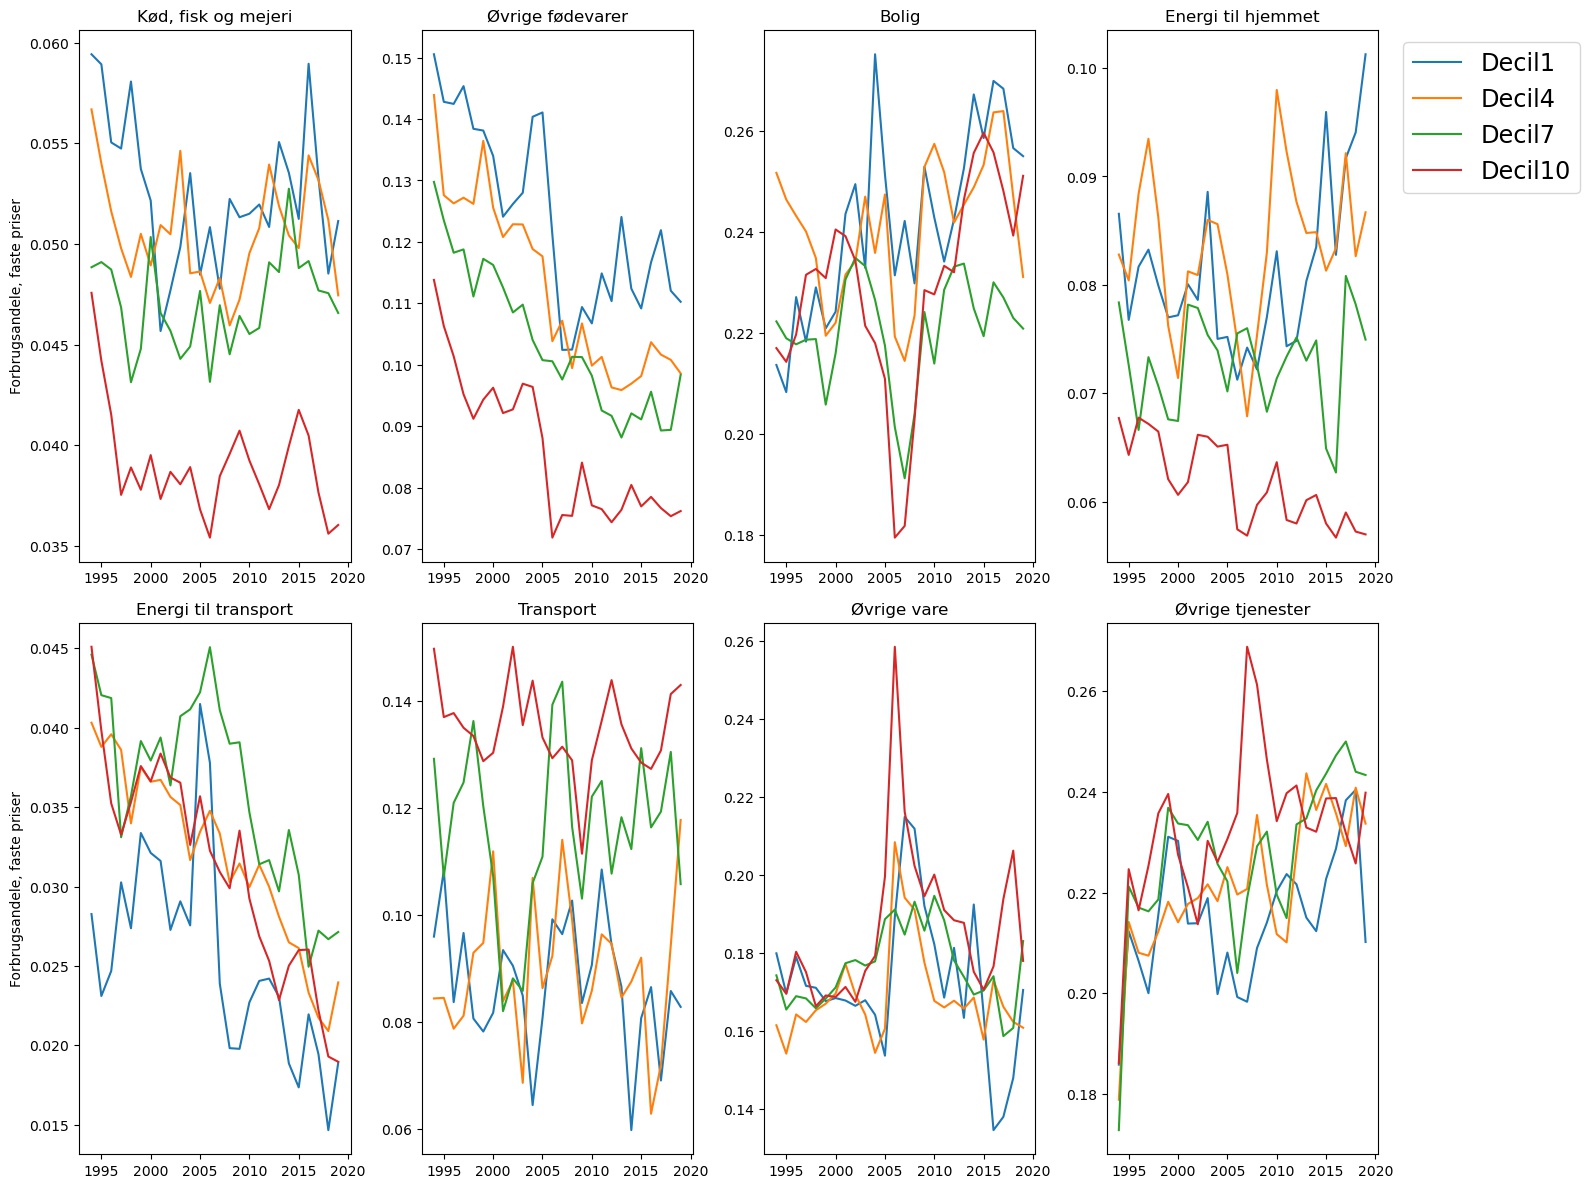 Kød, fisk og mejeri
Øvrige fødevarer
Bolig
Energi til hjemmet
Forbrugsandele, faste priser
0.060
0.055
0.050
0.045
0.040
0.035
1995 2000 2005 2010 2015 2020
0.15
0.14
0.13
0.12
0.11
0.10
0.09
0.08
0.07
1995 2000 2005 2010 2015 2020
0.26
0.24
0.22
0.20
0.18
1995 2000 2005 2010 2015 2020
0.10
0.09
0.08
0.07
0.06
1995 2000 2005 2010 2015 2020
Decil1
Decil4
Decil7
Decil10
Energi til transport
Transport
Øvrige vare
Øvrige tjenester
Forbrugsandele, faste priser
0.045
0.040
0.035
0.030
0.025
0.020
0.015
1995 2000 2005 2010 2015 2020
0.14
0.12
0.10
0.08
0.06
1995 2000 2005 2010 2015 2020
0.26
0.24
0.22
0.20
0.18
0.16
0.14
1995 2000 2005 2010 2015 2020
0.26
0.24
0.22
0.20
0.18
1995 2000 2005 2010 2015 2020